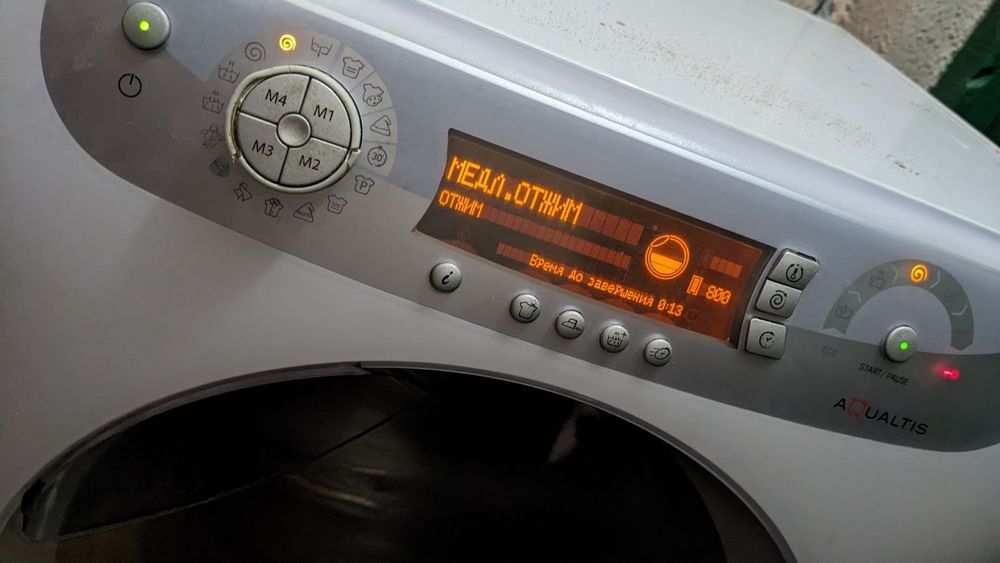 M4
M1
M3
M2
30'
P
МЕДЛ.ОТЖИМ
ОТЖИМ
Время до завершения 0:13
800
i
ECO
START/PAUSE
AQUALTIS